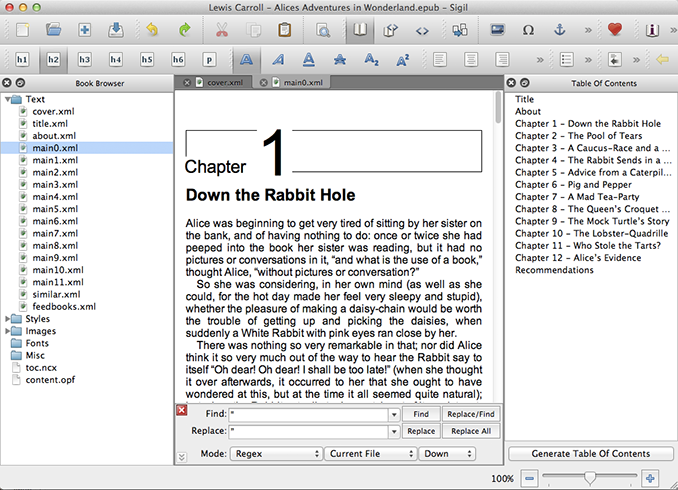 Lewis Carroll - Alices Adventures in Wonderland.epub - Sigil
h1 h2 h3 h4 h5 h6 p A A A A A₂ A²
Book Browser
Text
cover.xml
title.xml
about.xml
main0.xml
main1.xml
main2.xml
main3.xml
main4.xml
main5.xml
main6.xml
main7.xml
main8.xml
main9.xml
main10.xml
main11.xml
similar.xml
feedbooks.xml
Styles
Images
Fonts
Misc
toc.ncx
content.opf
cover.xml main0.xml
Chapter 1
Down the Rabbit Hole
Alice was beginning to get very tired of sitting by her sister on
the bank, and of having nothing to do: once or twice she had
peeped into the book her sister was reading, but it had no
pictures or conversations in it, “and what is the use of a book,”
thought Alice, “without pictures or conversation?”
So she was considering, in her own mind (as well as she
could, for the hot day made her feel very sleepy and stupid),
whether the pleasure of making a daisy-chain would be worth
the trouble of getting up and picking the daisies, when
suddenly a White Rabbit with pink eyes ran close by her.
There was nothing so very remarkable in that; nor did Alice
think it so very much out of the way to hear the Rabbit say to
itself “Oh dear! Oh dear! I shall be too late!” (when she thought
it over afterwards, it occurred to her that she ought to have
wondered at this, but at the time it all seemed quite natural);
Find: " Find Replace/Find
Replace: " Replace Replace All
Mode: Regex Current File Down
Table Of Contents
Title
About
Chapter 1 - Down the Rabbit Hole
Chapter 2 - The Pool of Tears
Chapter 3 - A Caucus-Race and a ...
Chapter 4 - The Rabbit Sends in a ...
Chapter 5 - Advice from a Caterpil...
Chapter 6 - Pig and Pepper
Chapter 7 - A Mad Tea-Party
Chapter 8 - The Queen's Croquet ...
Chapter 9 - The Mock Turtle's Story
Chapter 10 - The Lobster-Quadrille
Chapter 11 - Who Stole the Tarts?
Chapter 12 - Alice's Evidence
Recommendations
Generate Table Of Contents
100%